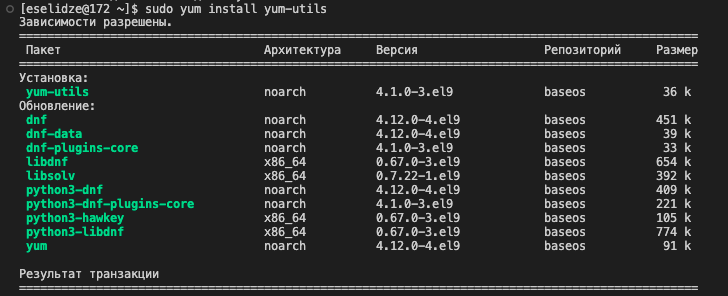 [eselidze@172 ~]$ sudo yum install yum-utils
Зависимости разрешены.
Пакет Архитектура Версия Репозиторий Размер
Установка:
yum-utils noarch 4.1.0-3.el9 baseos 36 k
Обновление:
dnf noarch 4.12.0-4.el9 baseos 451 k
dnf-data noarch 4.12.0-4.el9 baseos 39 k
dnf-plugins-core noarch 4.1.0-3.el9 baseos 33 k
libdnf x86_64 0.67.0-3.el9 baseos 654 k
libsolv x86_64 0.7.22-1.el9 baseos 392 k
python3-dnf noarch 4.12.0-4.el9 baseos 409 k
python3-dnf-plugins-core noarch 4.1.0-3.el9 baseos 221 k
python3-hawkey x86_64 0.67.0-3.el9 baseos 105 k
python3-libdnf x86_64 0.67.0-3.el9 baseos 774 k
yum noarch 4.12.0-4.el9 baseos 91 k
Результат транзакции